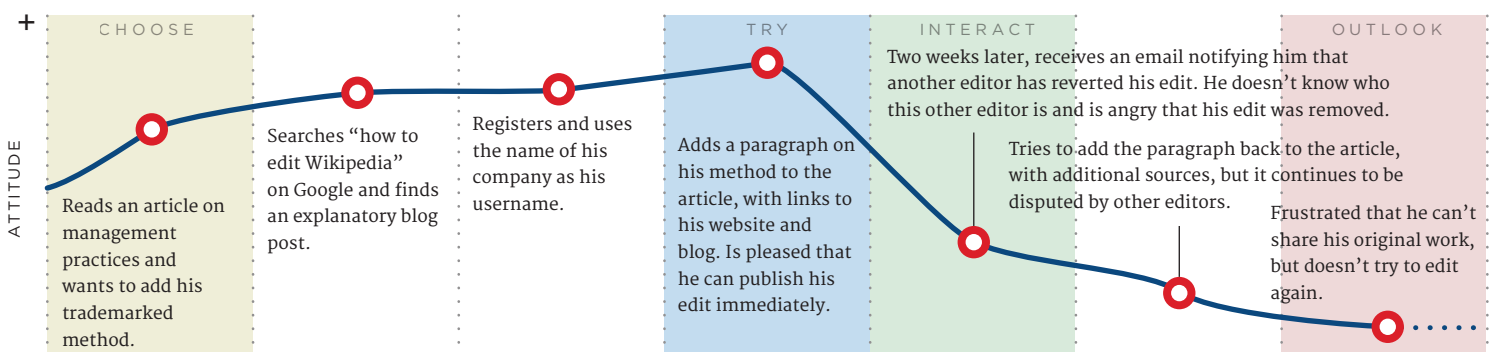 +
ATTITUDE
CHOOSE
Reads an article on
management
practices and
wants to add his
trademarked
method.
Searches “how to
edit Wikipedia”
on Google and finds
an explanatory blog
post.
Registers and uses
the name of his
company as his
username.
TRY
Adds a paragraph on
his method to the
article, with links to
his website and
blog. Is pleased that
he can publish his
edit immediately.
INTERACT
Two weeks later, receives an email notifying him that
another editor has reverted his edit. He doesn’t know who
this other editor is and is angry that his edit was removed.
Tries to add the paragraph back to the article,
with additional sources, but it continues to be
disputed by other editors.
OUTLOOK
Frustrated that he can’t
share his original work,
but doesn’t try to edit
again.